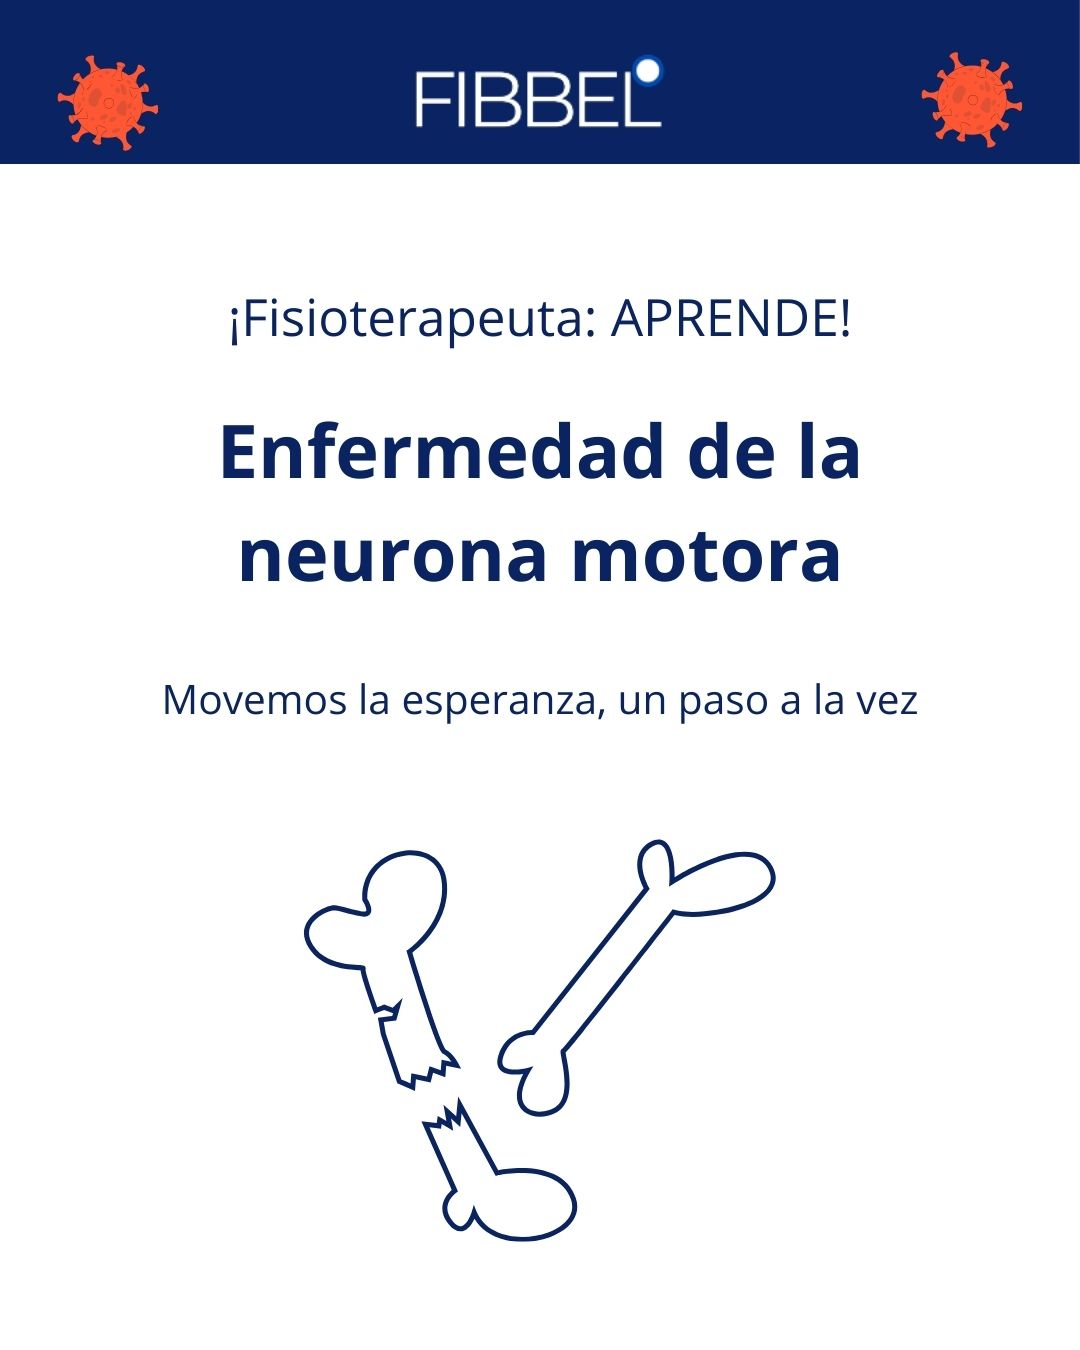 FIBBEL
¡Fisioterapeuta: APRENDE!
Enfermedad de la
neurona motora
Movemos la esperanza, un paso a la vez